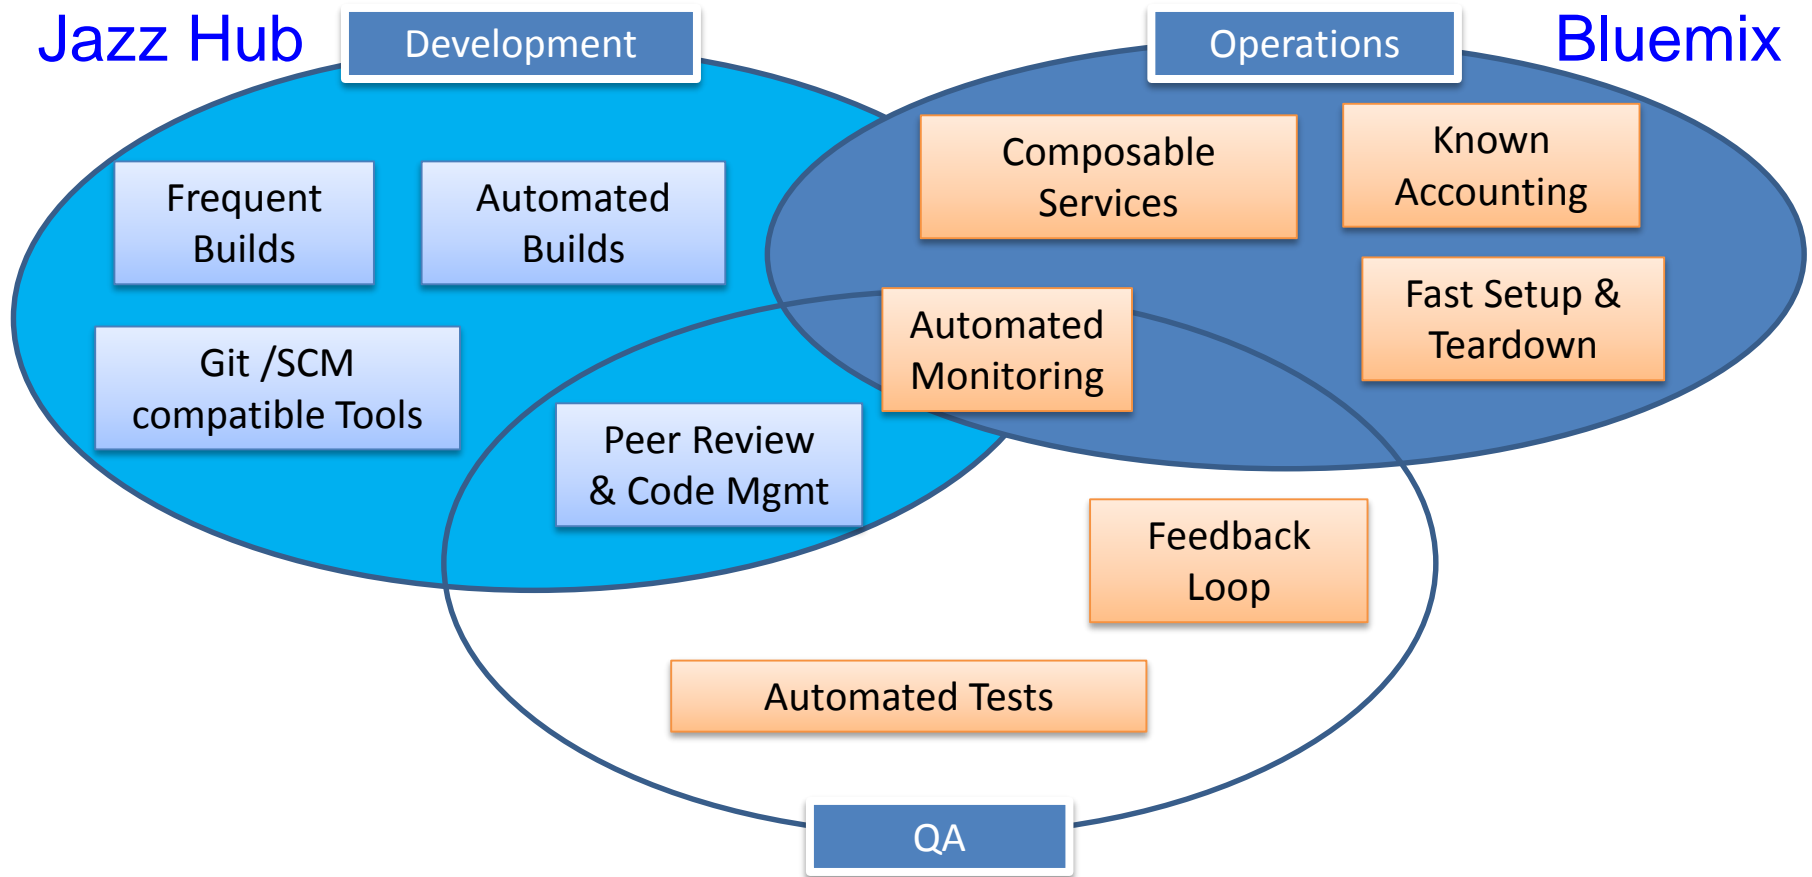 Jazz Hub
Development
Operations
Bluemix
Frequent
Builds
Automated
Builds
Composable
Services
Known
Accounting
Git /SCM
compatible Tools
Automated
Monitoring
Fast Setup &
Teardown
Peer Review
& Code Mgmt
Feedback
Loop
Automated Tests
QA